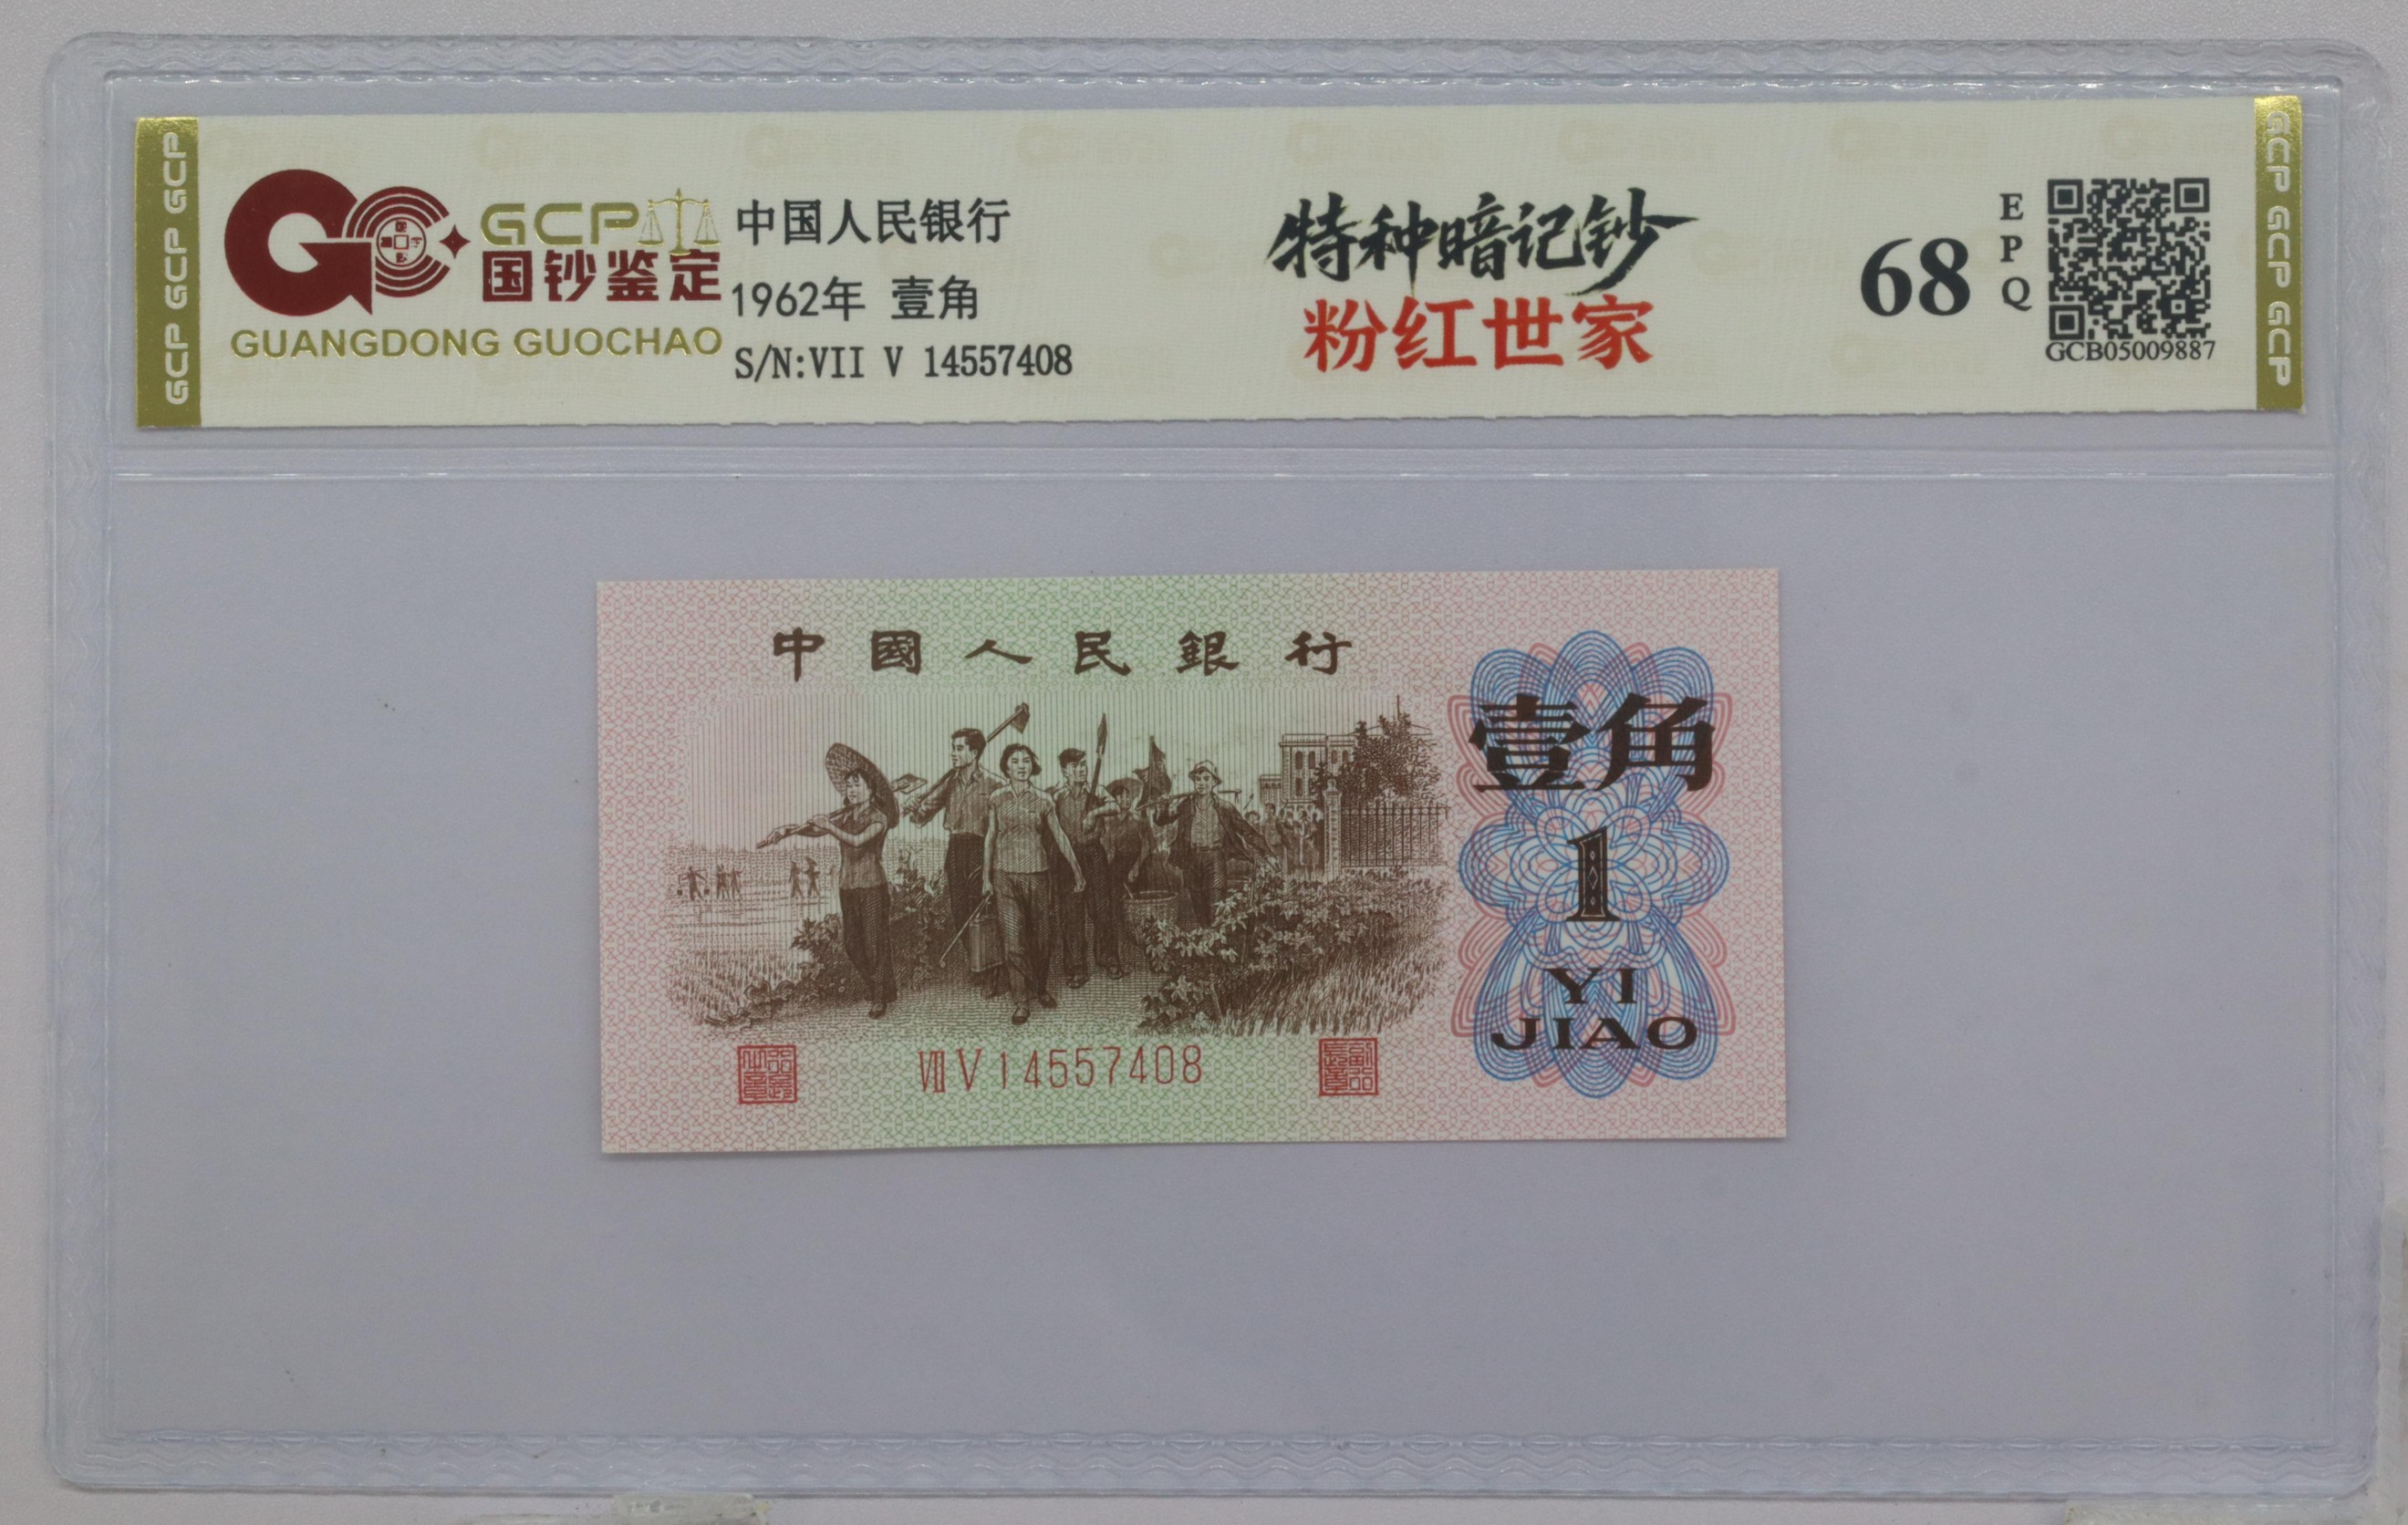 GCP GCP GCP
GCP
国钞鉴定
GUANGDONG GUOCHAO
中国人民银行
1962年 壹角
S/N:VII V 14557408
特种暗记钞
粉红世家
68
EPQ
GCB05009887
GCP GCP GCP
中國人民銀行
壹角
1
YI
JIAO
VII V 14557408